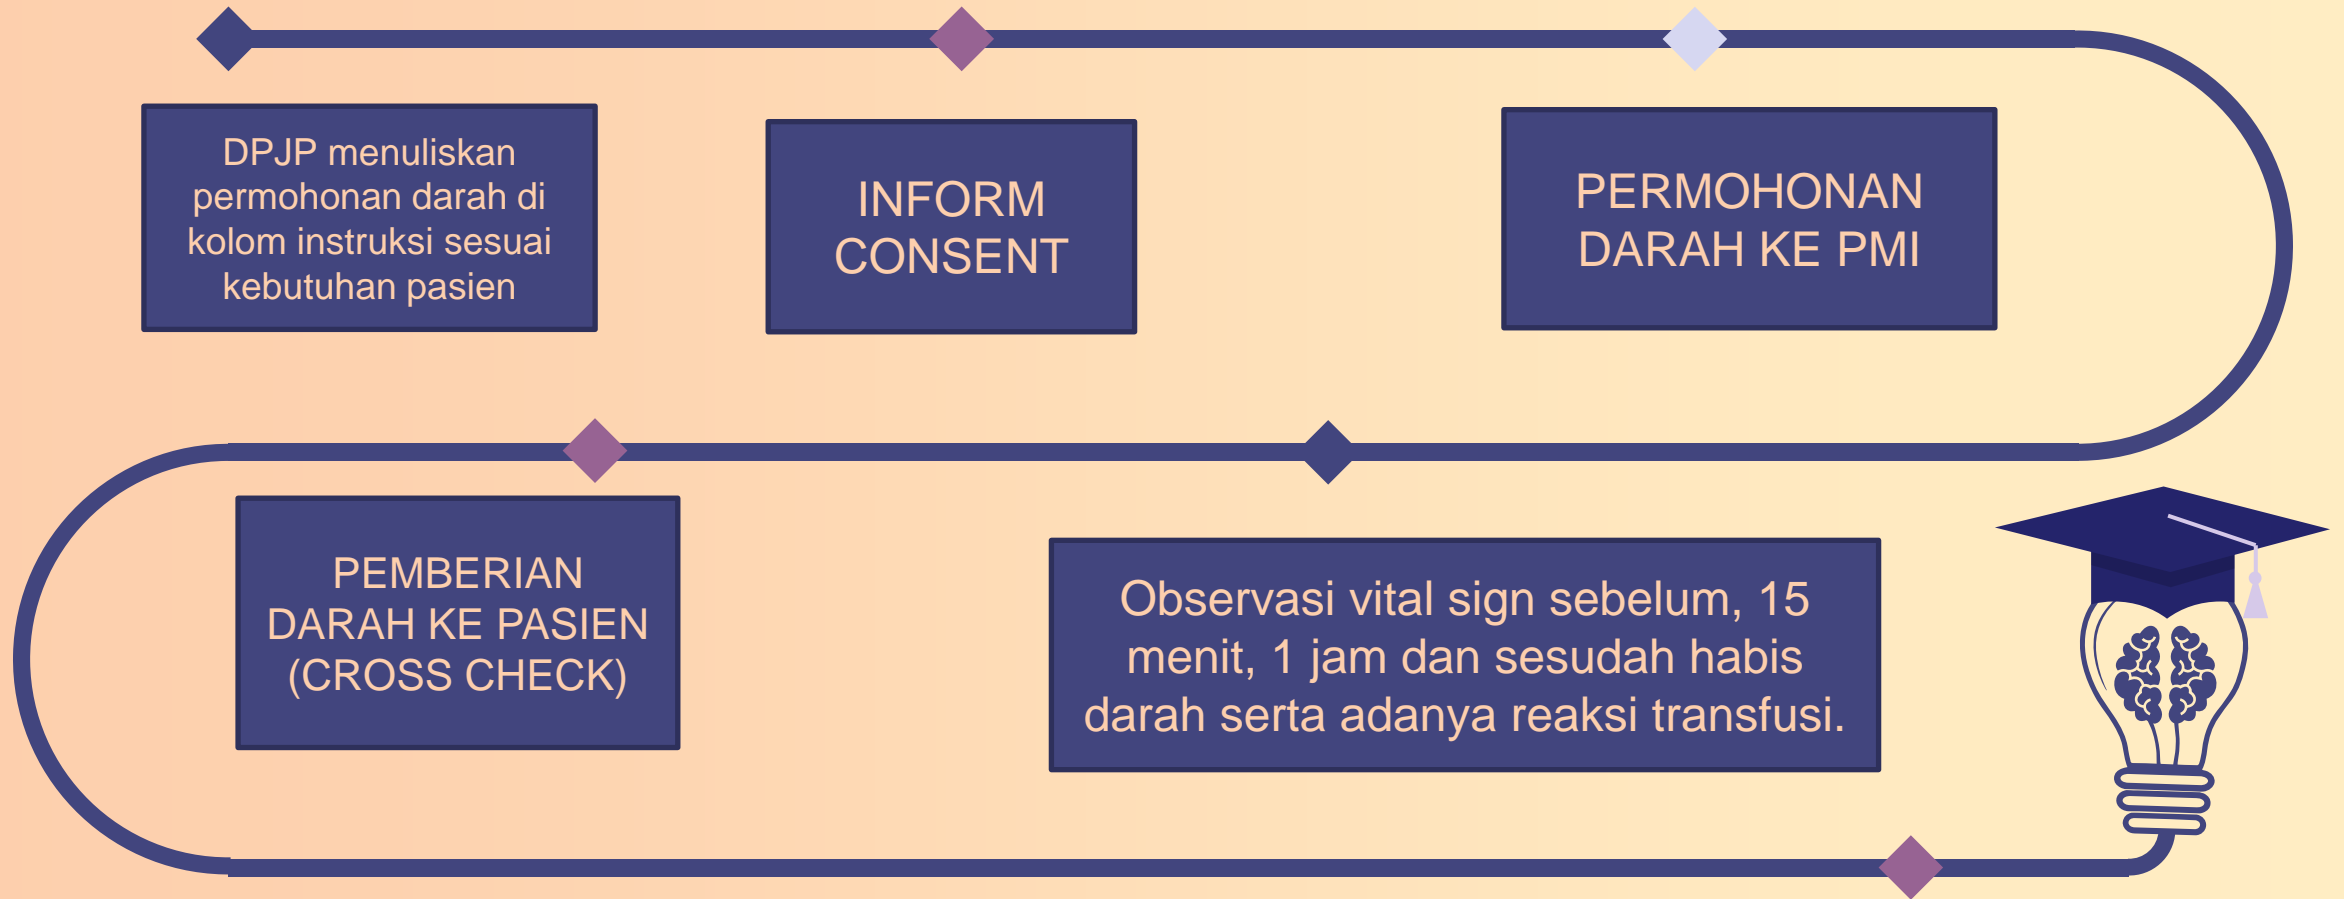 DPJP menuliskan
permohonan darah di
kolom instruksi sesuai
kebutuhan pasien
INFORM
CONSENT
PERMOHONAN
DARAH KE PMI
PEMBERIAN
DARAH KE PASIEN
(CROSS CHECK)
Observasi vital sign sebelum, 15
menit, 1 jam dan sesudah habis
darah serta adanya reaksi transfusi.